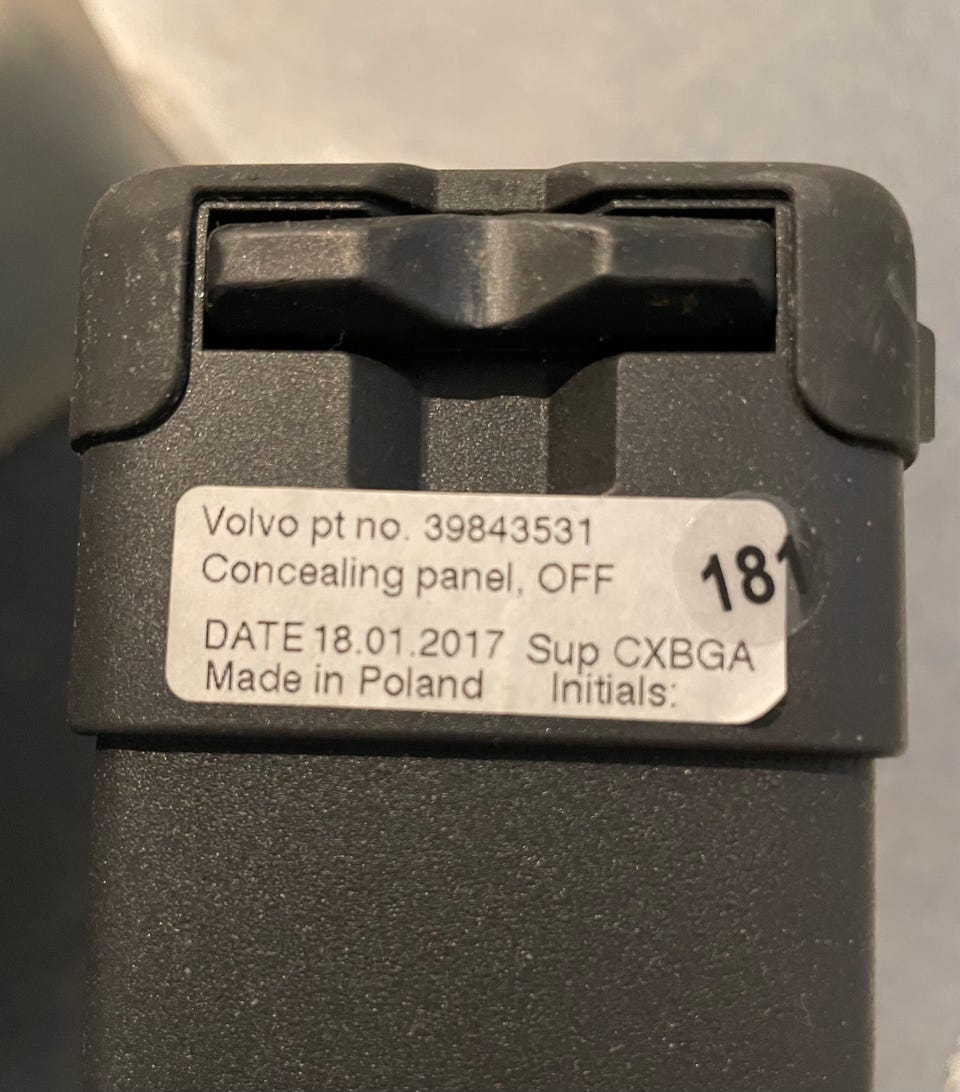 Volvo pt no. 39843531
Concealing panel, OFF
181
DATE 18.01.2017 Sup CXBGA
Made in Poland Initials: